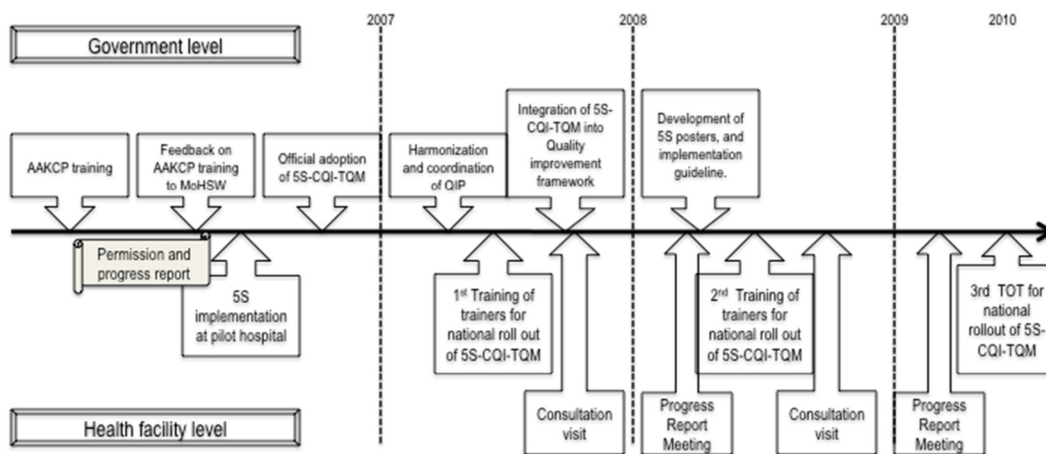 2007
2008
2009
2010
Government level
AAKCP training
Feedback on
AAKCP training
to MoHSW
Official adoption
of 5S-CQI-TQM
Harmonization
and coordination
of QIP
Integration of 5S-
CQI-TQM into
Quality
improvement
framework
Development of
5S posters, and
implementation
guideline.
Permission and
progress report
5S
implementation
at pilot hospital
1st Training of
trainers for
national roll out
of 5S-CQI-TQM
2nd Training of
trainers for
national roll out
of 5S-CQI-TQM
3rd TOT for
national
rollout of 5S-
CQI-TQM
Consultation
visit
Progress
Report
Meeting
Consultation
visit
Progress
Report
Meeting
Health facility level